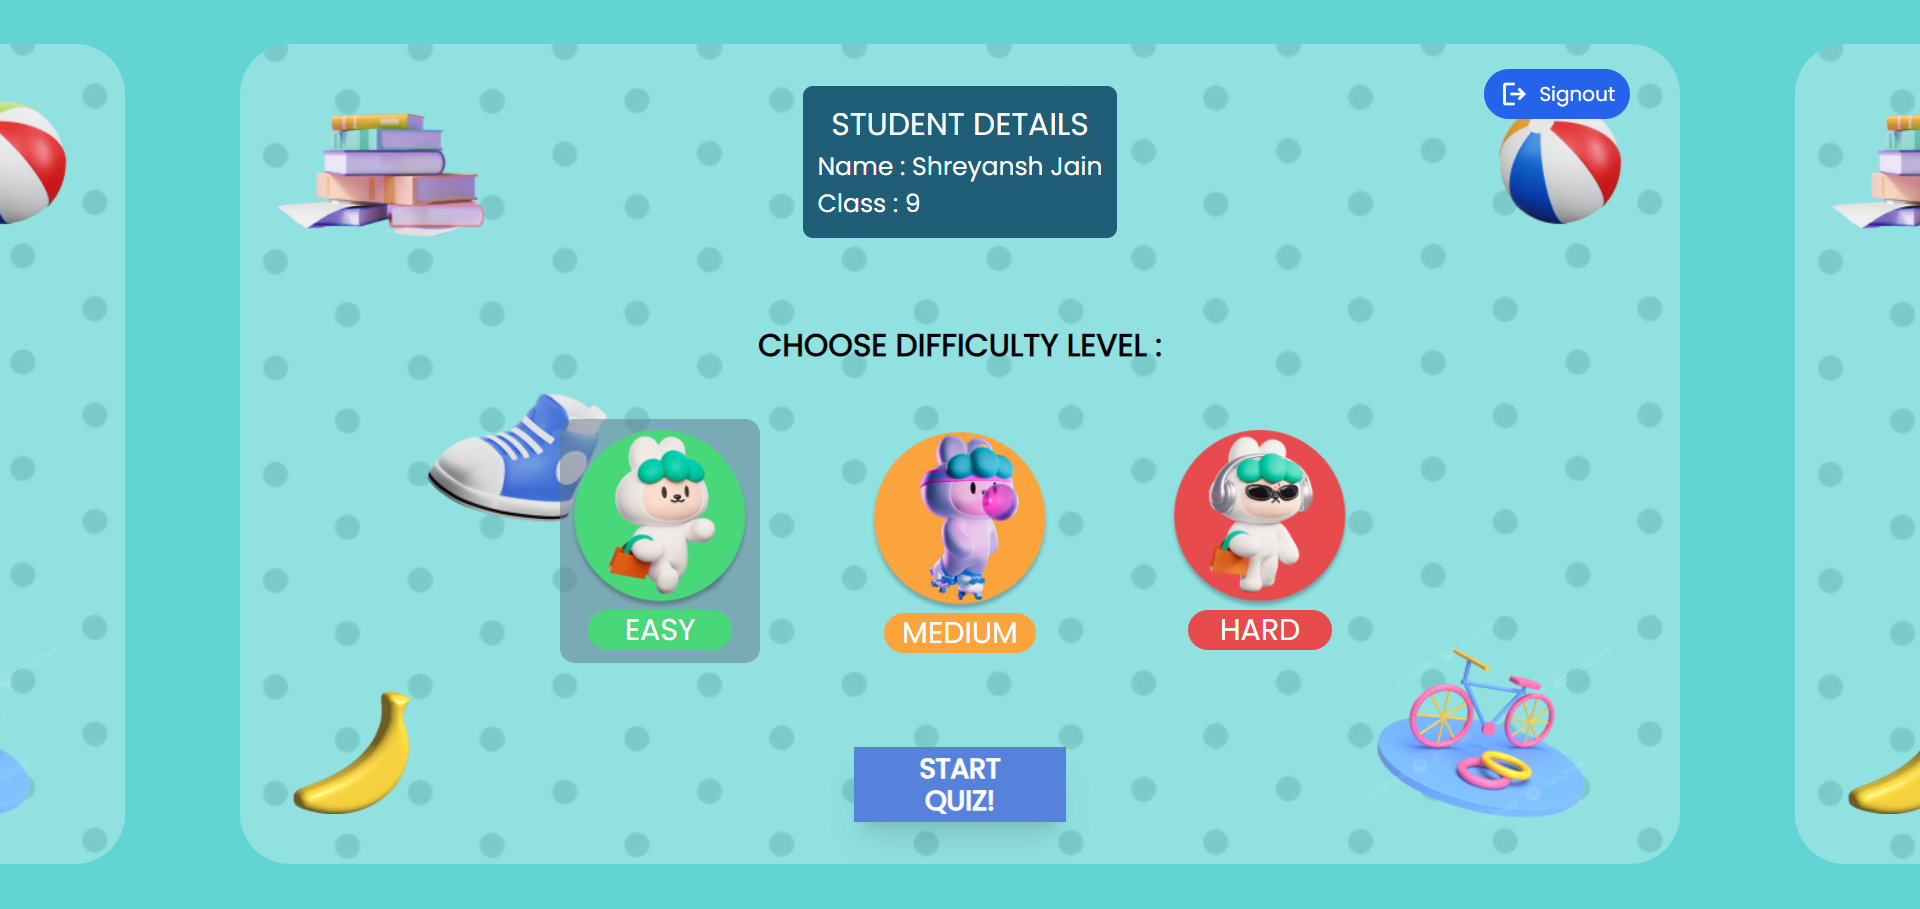 Signout
STUDENT DETAILS
Name : Shreyansh Jain
Class : 9
CHOOSE DIFFICULTY LEVEL :
EASY
MEDIUM
HARD
START
QUIZ!